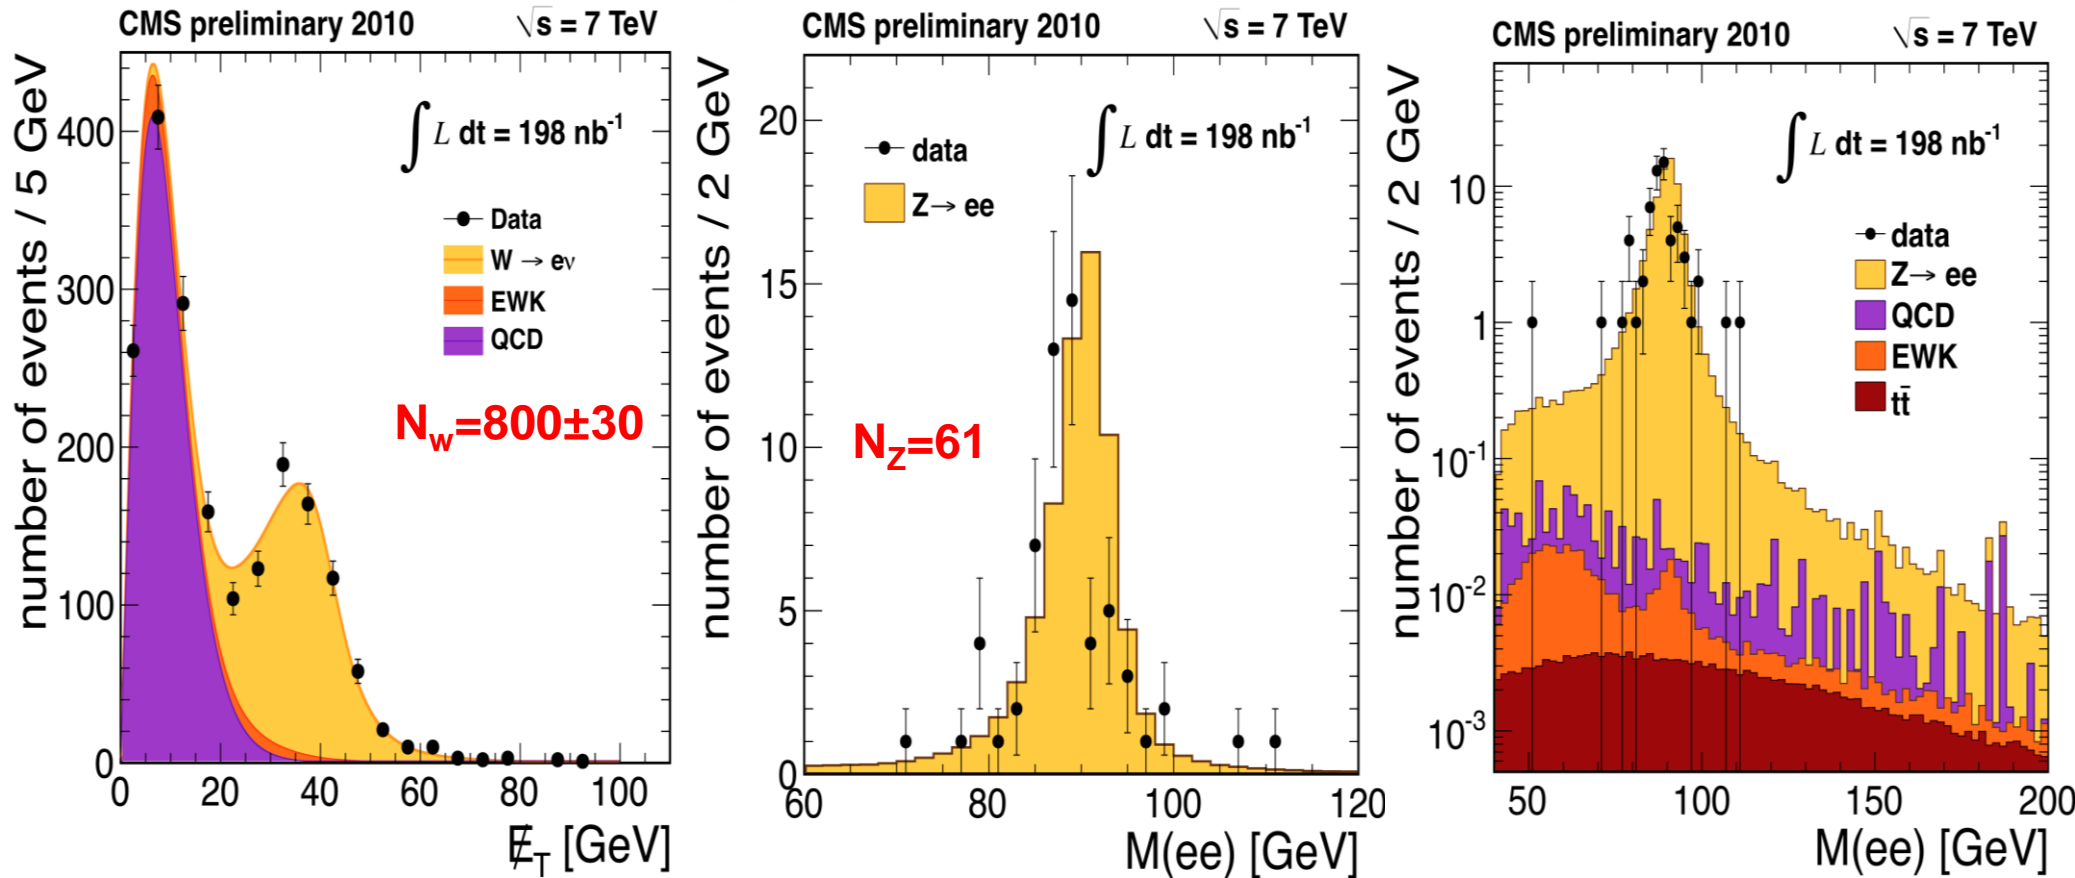 CMS preliminary 2010 √s = 7 TeV
∫ L dt = 198 nb⁻¹
Data
W → eν
EWK
QCD
N_W=800±30
number of events / 5 GeV
400
300
200
100
0
0 20 40 60 80 100
E̸_T [GeV]
CMS preliminary 2010 √s = 7 TeV
∫ L dt = 198 nb⁻¹
data
Z→ ee
N_Z=61
number of events / 2 GeV
20
15
10
5
0
60 80 100 120
M(ee) [GeV]
CMS preliminary 2010 √s = 7 TeV
∫ L dt = 198 nb⁻¹
data
Z→ ee
QCD
EWK
tt̄
number of events / 2 GeV
10
1
10⁻¹
10⁻²
10⁻³
50 100 150 200
M(ee) [GeV]